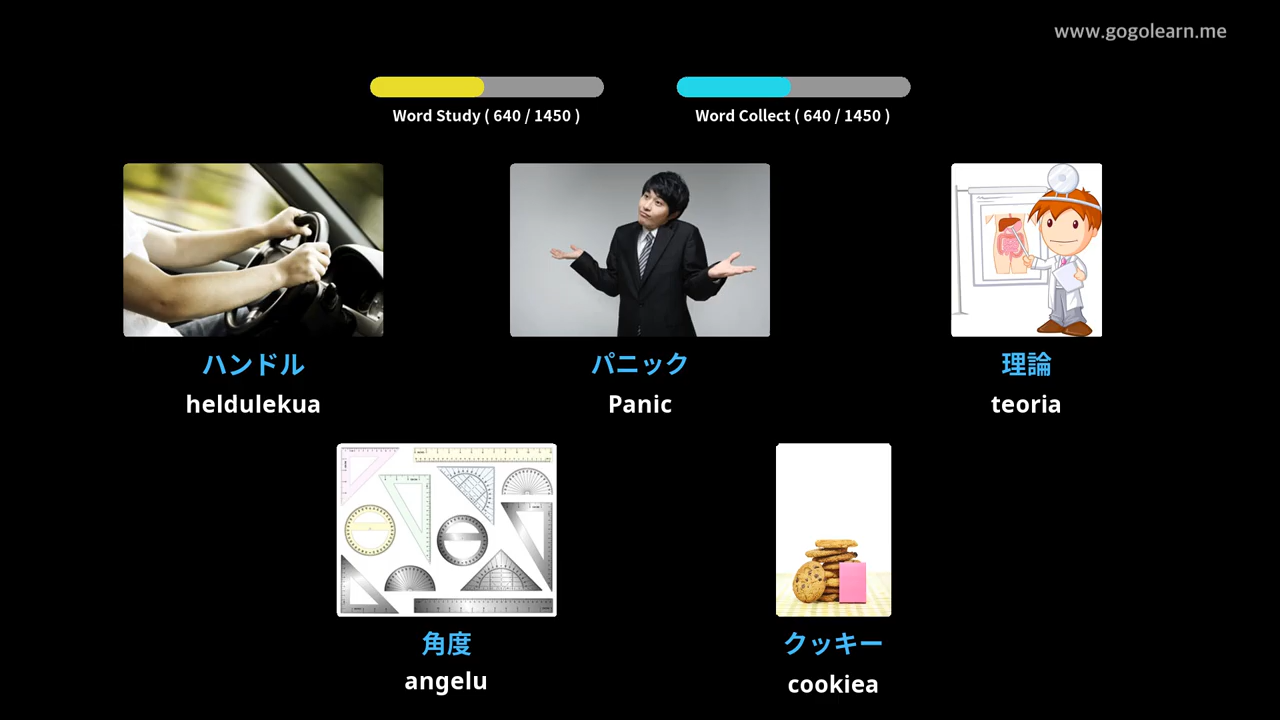 www.gogolearn.me
Word Study ( 640 / 1450 )
Word Collect ( 640 / 1450 )
ハンドル
heldulekua
パニック
Panic
理論
teoria
角度
angelu
クッキー
cookiea